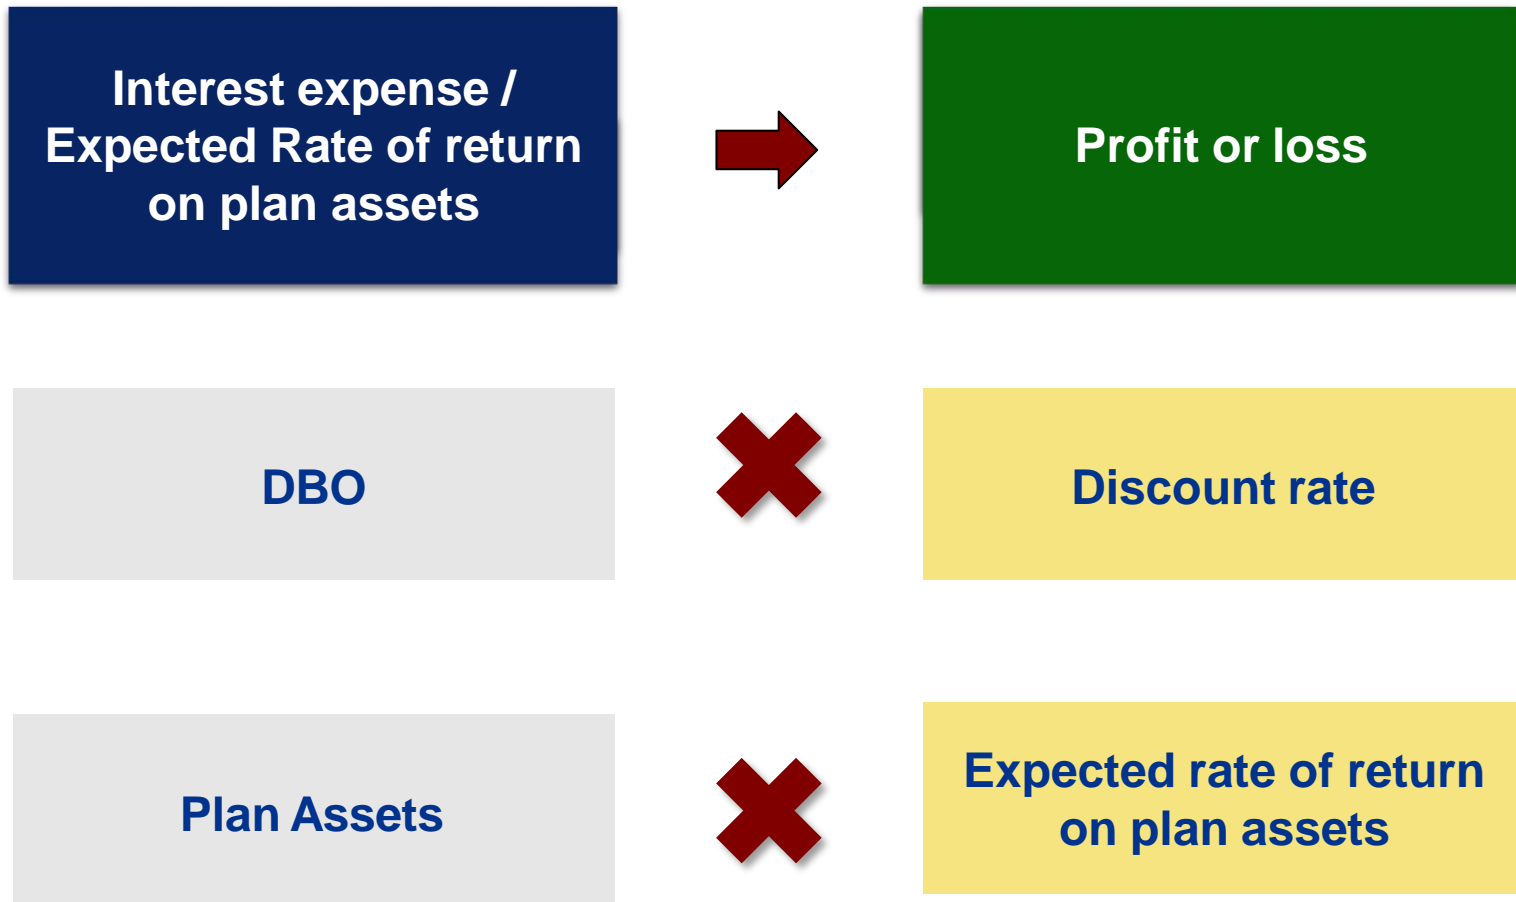 Interest expense /
Expected Rate of return
on plan assets
Profit or loss
DBO
Discount rate
Plan Assets
Expected rate of return
on plan assets